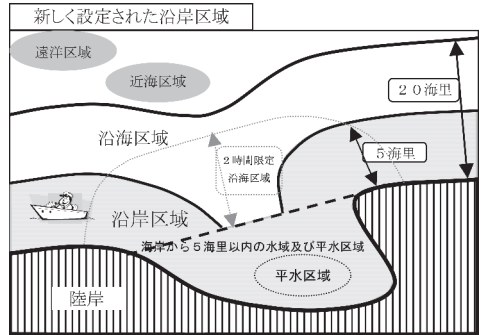 新しく設定された沿岸区域
遠洋区域
近海区域
２０海里
沿海区域
２時間限定
沿海区域
５海里
沿岸区域
海岸から５海里以内の水域及び平水区域
平水区域
陸岸